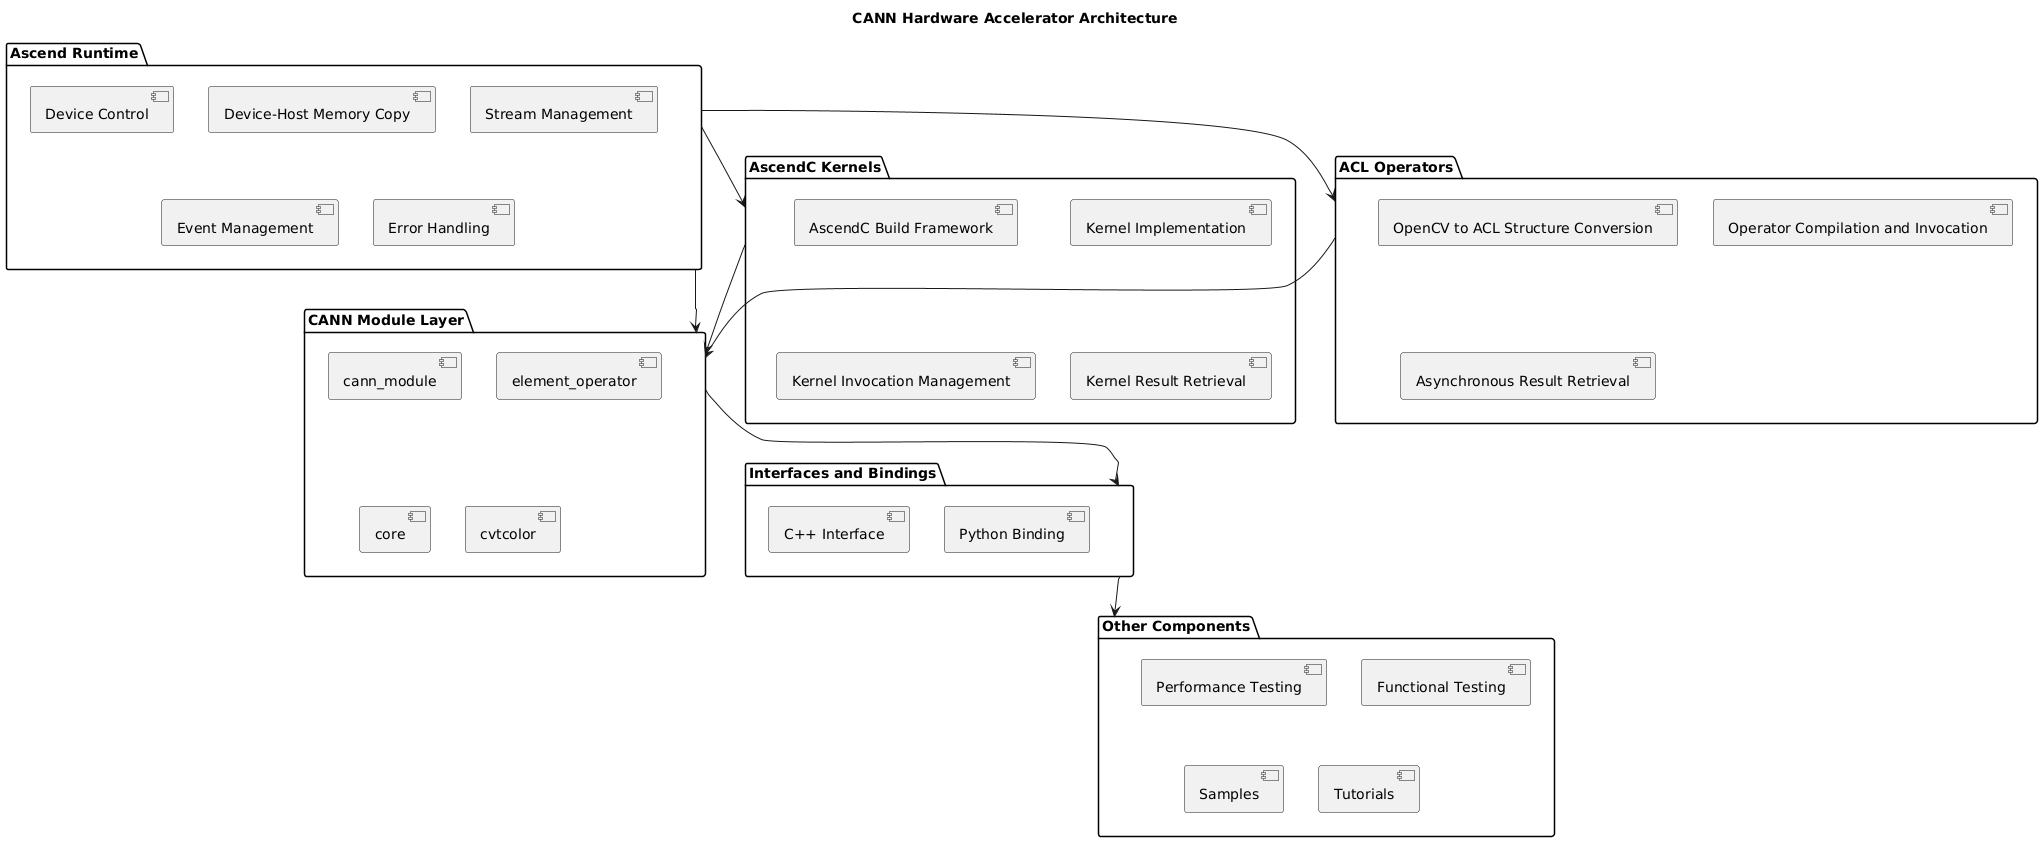 CANN Hardware Accelerator Architecture
Ascend Runtime
Device Control
Device-Host Memory Copy
Stream Management
Event Management
Error Handling
AscendC Kernels
AscendC Build Framework
Kernel Implementation
Kernel Invocation Management
Kernel Result Retrieval
ACL Operators
OpenCV to ACL Structure Conversion
Operator Compilation and Invocation
Asynchronous Result Retrieval
CANN Module Layer
cann_module
element_operator
core
cvtcolor
Interfaces and Bindings
C++ Interface
Python Binding
Other Components
Performance Testing
Functional Testing
Samples
Tutorials